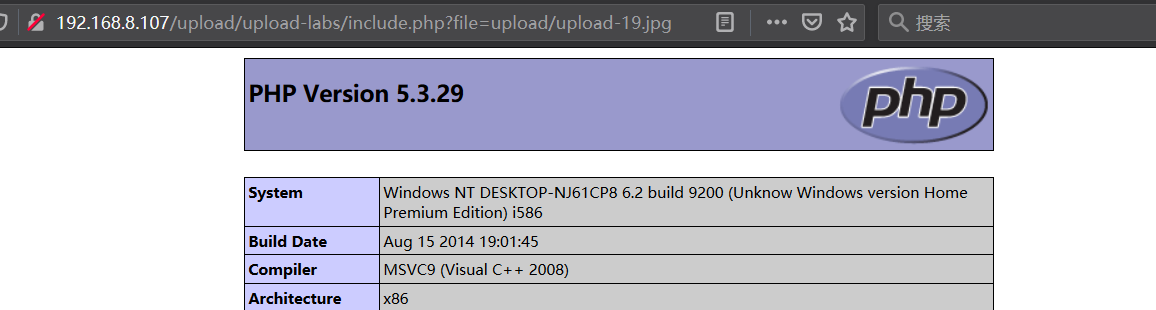 192.168.8.107/upload/upload-labs/include.php?file=upload/upload-19.jpg
搜索
PHP Version 5.3.29
php
System
Windows NT DESKTOP-NJ61CP8 6.2 build 9200 (Unknow Windows version Home
Premium Edition) i586
Build Date
Aug 15 2014 19:01:45
Compiler
MSVC9 (Visual C++ 2008)
Architecture
x86